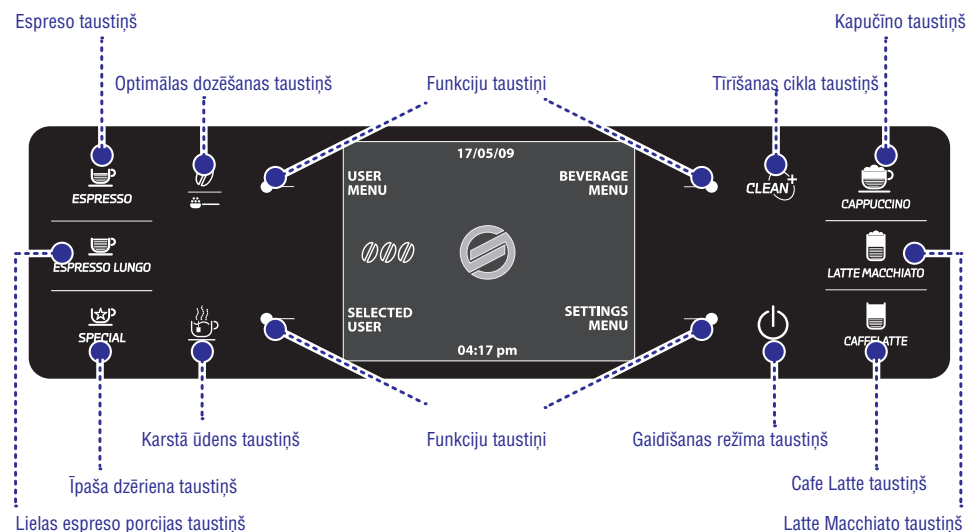 Espreso taustiņš
Kapučīno taustiņš
Optimālas dozēšanas taustiņš
Funkciju taustiņi
Tīrīšanas cikla taustiņš
17/05/09
USER
MENU
BEVERAGE
MENU
CLEAN
ESPRESSO
CAPPUCCINO
ESPRESSO LUNGO
LATTE MACCHIATO
SELECTED
USER
SETTINGS
MENU
SPECIAL
CAFFELATTE
04:17 pm
Karstā ūdens taustiņš
Funkciju taustiņi
Gaidīšanas režīma taustiņš
Īpaša dzēriena taustiņš
Cafe Latte taustiņš
Lielas espreso porcijas taustiņš
Latte Macchiato taustiņš